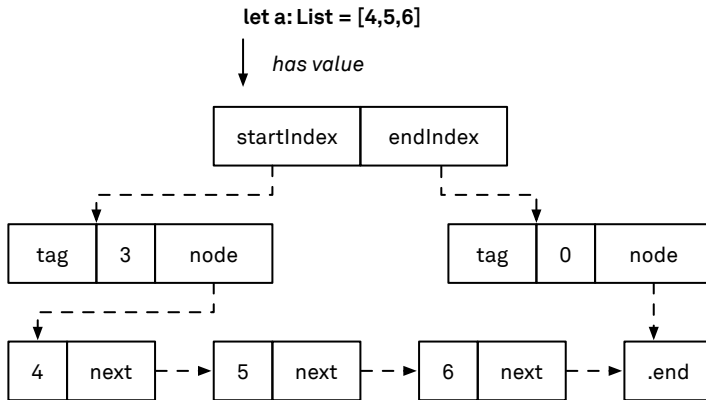 let a: List = [4,5,6]
has value
startIndex endIndex
tag 3 node tag 0 node
4 next 5 next 6 next .end